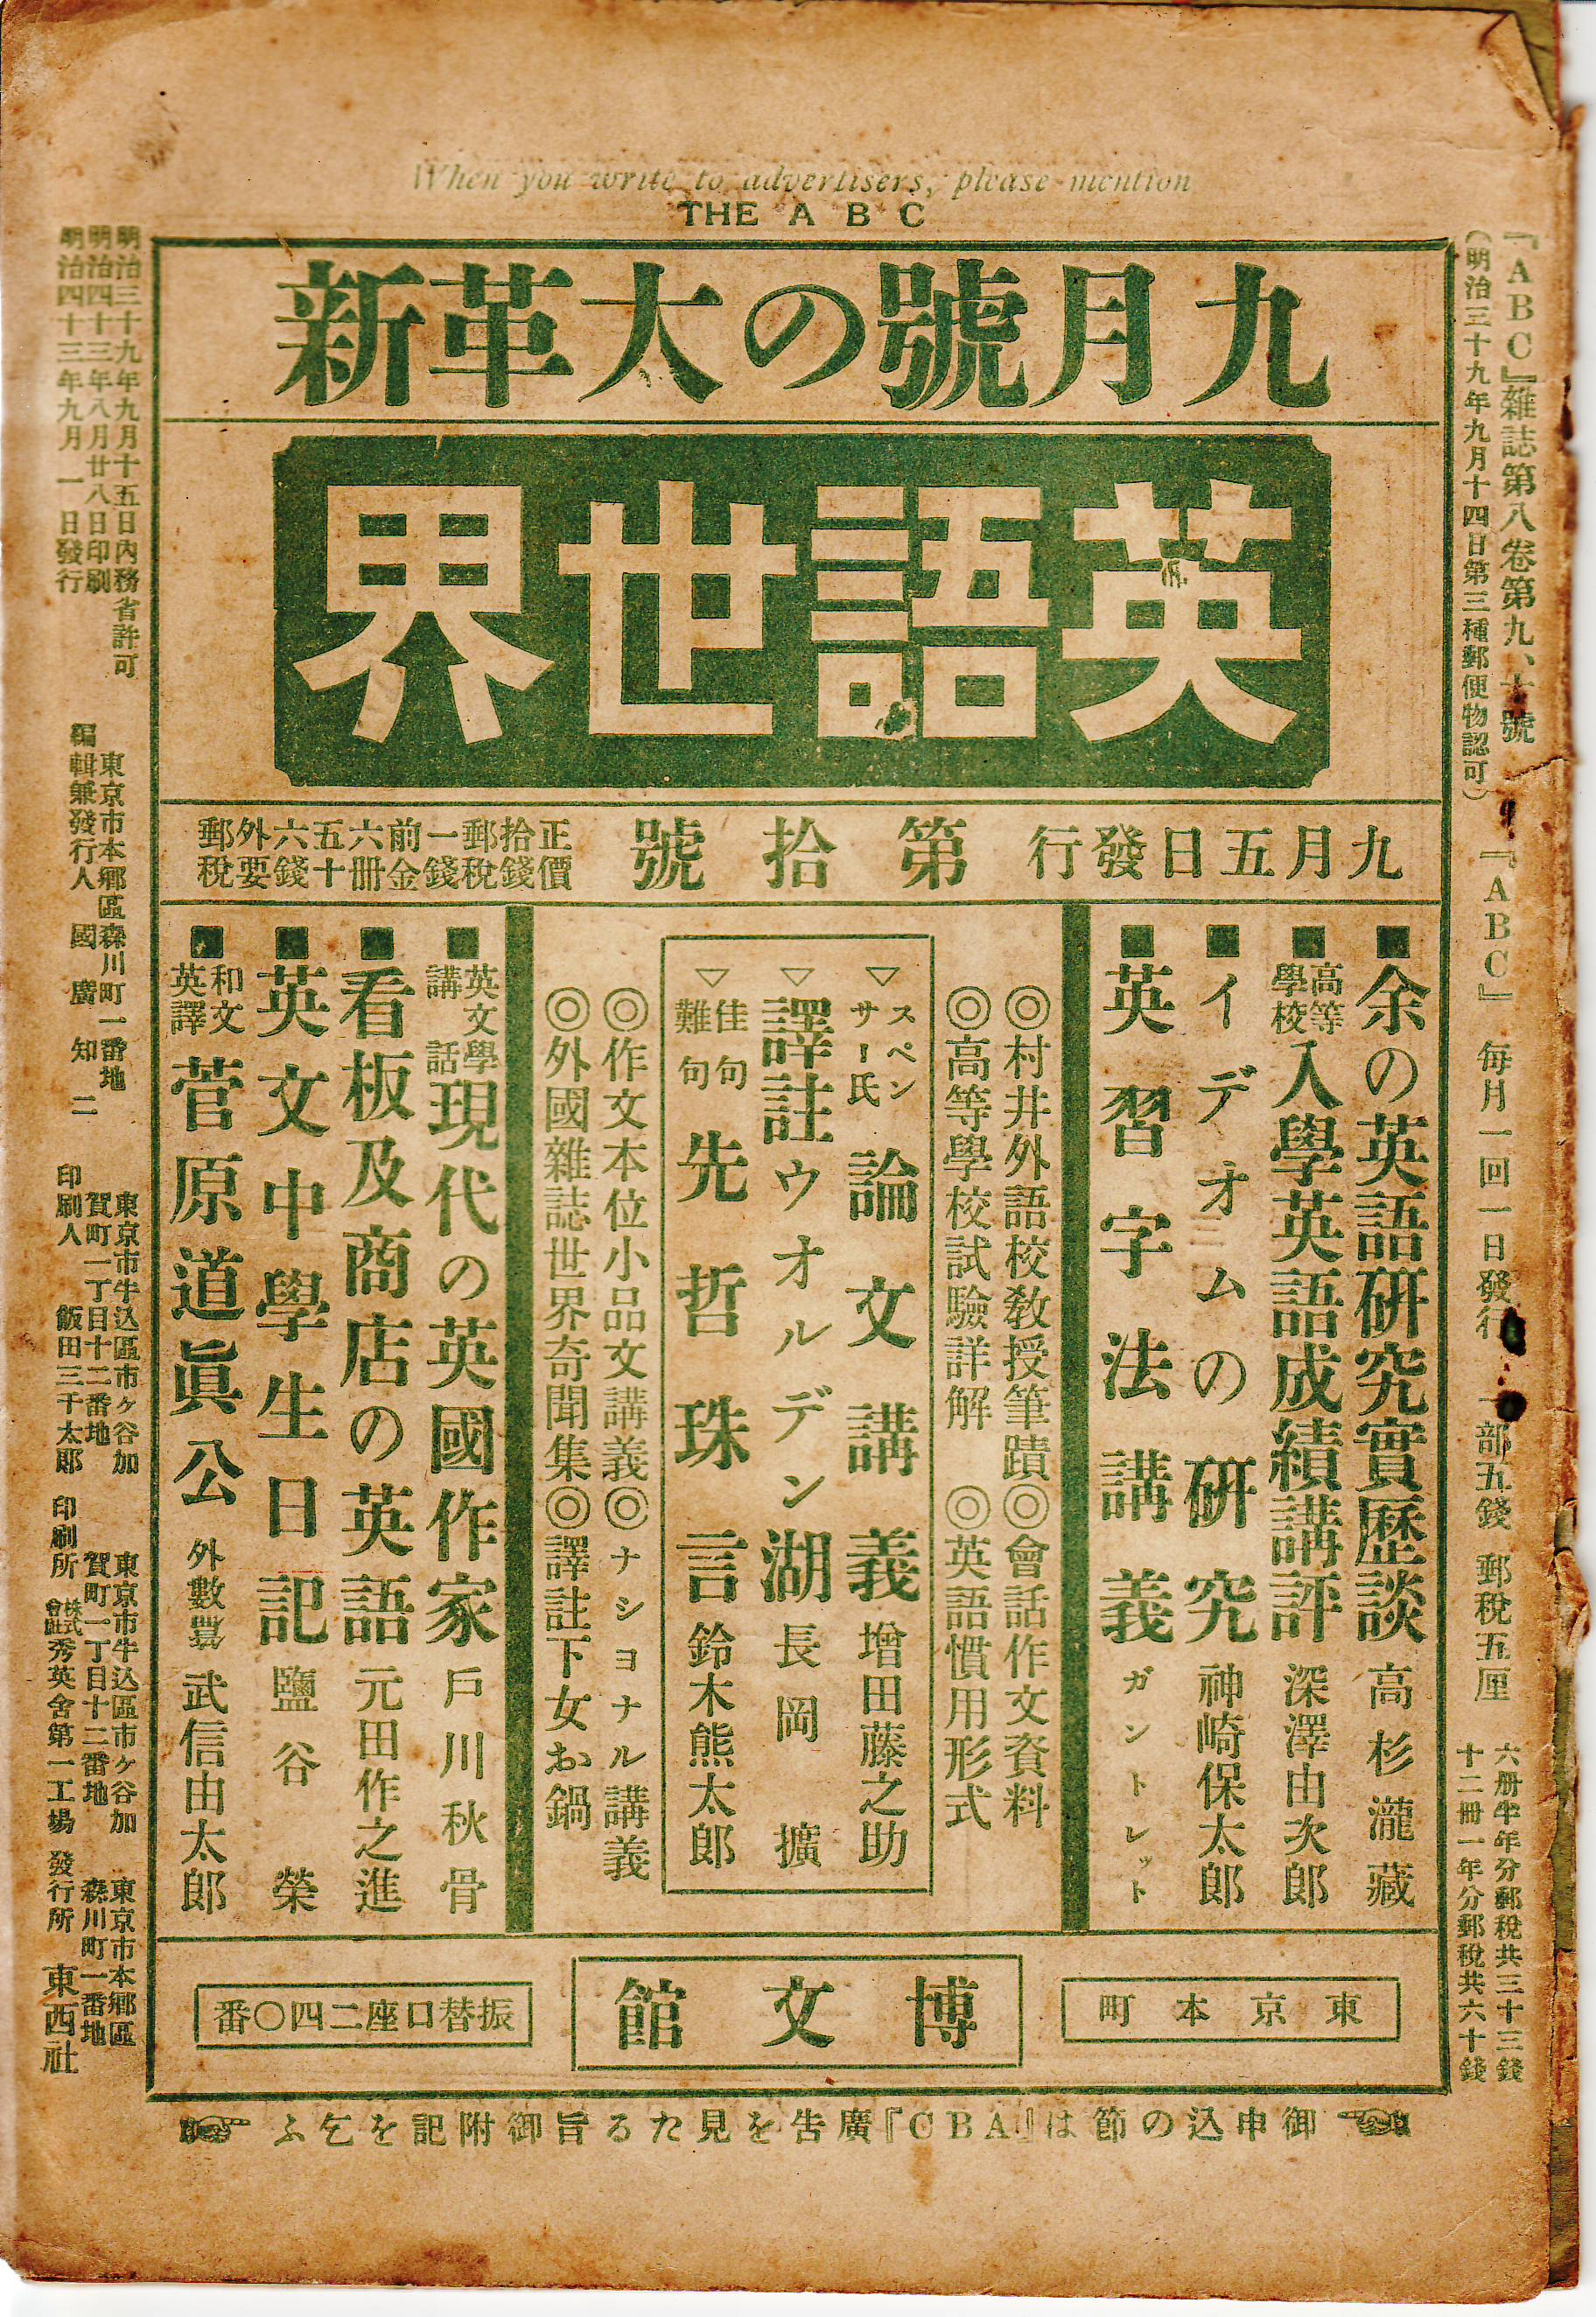 When you write to advertisers, please mention
THE A B C
『ABC』雜誌第八卷第九、十號
(明治三十九年九月十四日第三種郵便物認可)
『ABC』 每月一回一日發行 一部五錢 郵稅五厘
六册半年分郵稅共三十三錢
十二冊一年分郵稅共六十錢
九月號の大革新
英語世界
九月五日發行
第拾號
正價
拾錢
郵稅
一錢
前金
六冊
五十
六錢
外要
郵稅
■余の英語研究實歷談 高杉瀧藏
■高等學校入學英語成績講評 深澤由次郎
■イデオムの研究 神崎保太郎
■英習字法講義 ガントレット
◎村井外語校敎授筆蹟◎會話作文資料
◎高等學校試驗詳解 ◎英語慣用形式
▽スペンサー氏論文講義 增田藤之助
▽譯註ウオルデン湖 長岡擴
▽佳句難句先哲珠言 鈴木熊太郎
◎作文本位小品文講義◎ナショナル講義
◎外國雜誌世界奇聞集◎譯註下女お鍋
■英文學講話現代の英國作家 戶川秋骨
■看板及商店の英語 元田作之進
■英文中學生日記 鹽谷榮
■和文英譯菅原道眞公 外數 武信由太郎
東京本町
博文館
振替口座二四〇番
御申込の節は『CBA』廣告を見たる旨御附記を乞ふ
明治三十九年九月十五日內務省許可
明治四十三年八月廿八日印刷
明治四十三年九月一日發行
東京市本鄕區森川町一番地
編輯兼發行人 國廣知二
東京市牛込區市ヶ谷加
賀町一丁目十二番地
印刷人 飯田三千太郎
東京市牛込區市ヶ谷加
賀町一丁目十二番地
印刷所 株式會社秀英舍第一工場
東京市本鄕區
森川町一番地
發行所 東西社